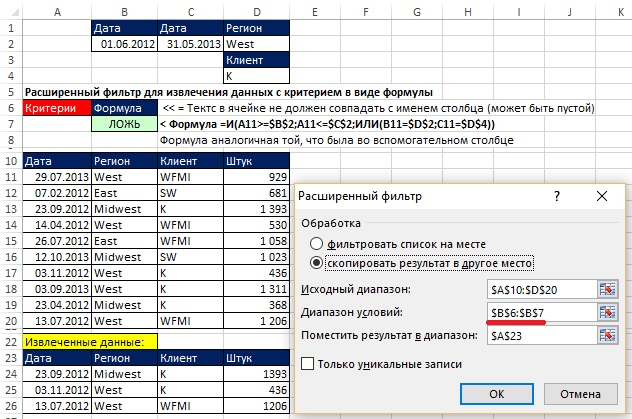 A B C D E F G H I J K
1 Дата Дата Регион
2 01.06.2012 31.05.2013 West
3 Клиент
4 K
5 Расширенный фильтр для извлечения данных с критерием в виде формулы
6 Критерии Формула << = Тектс в ячейке не должен совпадать с именем столбца (может быть пустой)
7 ЛОЖЬ < Формула =И(A11>=$B$2;A11<=$C$2;ИЛИ(B11=$D$2;C11=$D$4))
8 Формула аналогичная той, что была во вспомогательном столбце
10 Дата Регион Клиент Штук
11 29.07.2013 West WFMI 929
12 07.02.2012 East SW 681
13 23.09.2012 Midwest K 1 393
14 14.04.2012 West WFMI 530
15 26.07.2012 East WFMI 1 058
16 12.10.2013 Midwest SW 1 023
17 03.11.2012 West K 436
18 03.09.2013 West K 1 311
19 23.04.2012 Midwest K 368
20 13.07.2012 West WFMI 1 206
22 Извлеченные данные:
23 Дата Регион Клиент Штук
24 23.09.2012 Midwest K 1393
25 03.11.2012 West K 436
26 13.07.2012 West WFMI 1206
Расширенный фильтр ? ×
Обработка
фильтровать список на месте
скопировать результат в другое место
Исходный диапазон: $A$10:$D$20
Диапазон условий: $B$6:$B$7
Поместить результат в диапазон: $A$23
Только уникальные записи
ОК Отмена